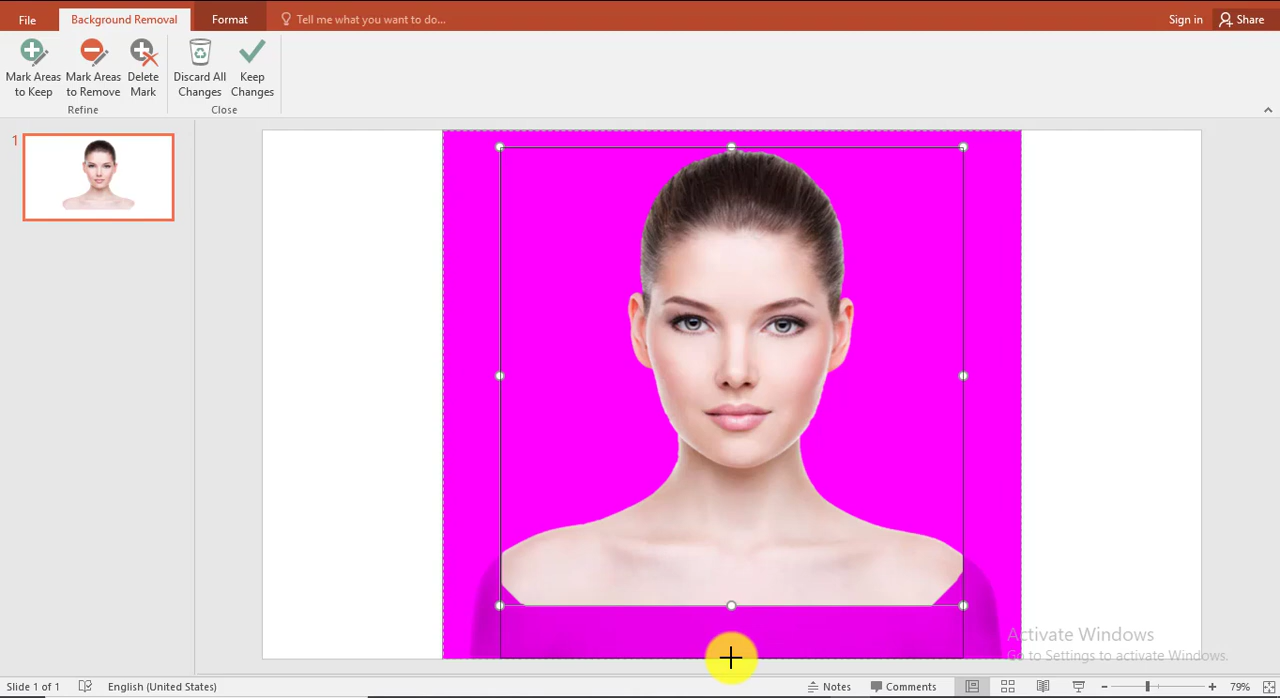 File Background Removal Format Tell me what you want to do... Sign in Share
Mark Areas to Keep
Mark Areas to Remove
Delete Mark
Discard All Changes
Keep Changes
Refine Close
1
Activate Windows
Go to Settings to activate Windows.
Slide 1 of 1 English (United States) Notes Comments 79%